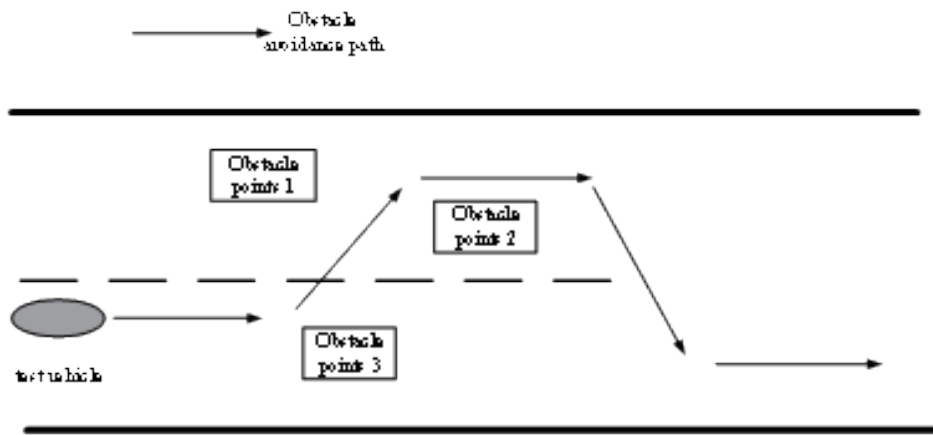 Obstacle
avoidance path
Obstacle
points 1
Obstacle
points 2
Obstacle
points 3
test vehicle